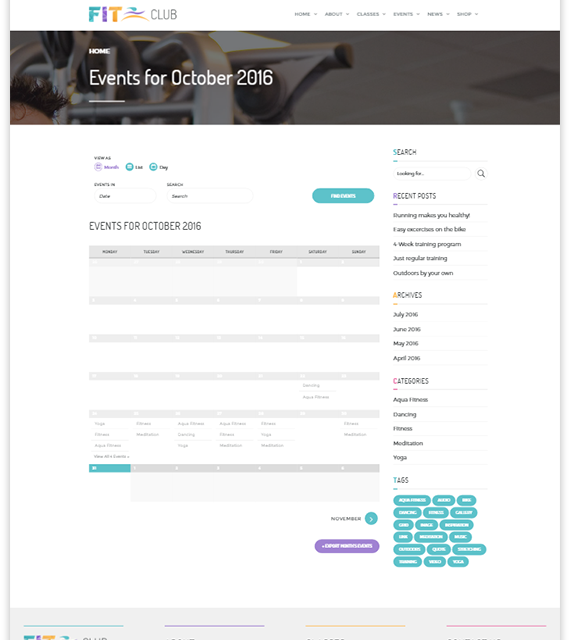 FIT CLUB
HOME ABOUT CLASSES EVENTS NEWS SHOP
HOME
Events for October 2016
VIEW AS
Month List Day
EVENTS IN SEARCH
Date Search FIND EVENTS
EVENTS FOR OCTOBER 2016
MONDAY TUESDAY WEDNESDAY THURSDAY FRIDAY SATURDAY SUNDAY
Dancing
Aqua Fitness
Yoga Fitness Aqua Fitness Aqua Fitness Fitness Fitness
Fitness Meditation Dancing Fitness Yoga Meditation
Aqua Fitness Yoga Meditation Meditation
View All 4 Events »
31
NOVEMBER
+ EXPORT MONTH'S EVENTS
SEARCH
Looking for...
RECENT POSTS
Running makes you healthy!
Easy excercises on the bike
4 Week training program
Just regular training
Outdoors by your own
ARCHIVES
July 2016
June 2016
May 2016
April 2016
CATEGORIES
Aqua Fitness
Dancing
Fitness
Meditation
Yoga
TAGS
AQUA FITNESS AUDIO BIKE
DANCING FITNESS GALLERY
IMAGE INSPIRATION
LINK MEDITATION MUSIC
OUTDOORS QUOTE STRETCHING
TRAINING VIDEO YOGA
FIT CLUB